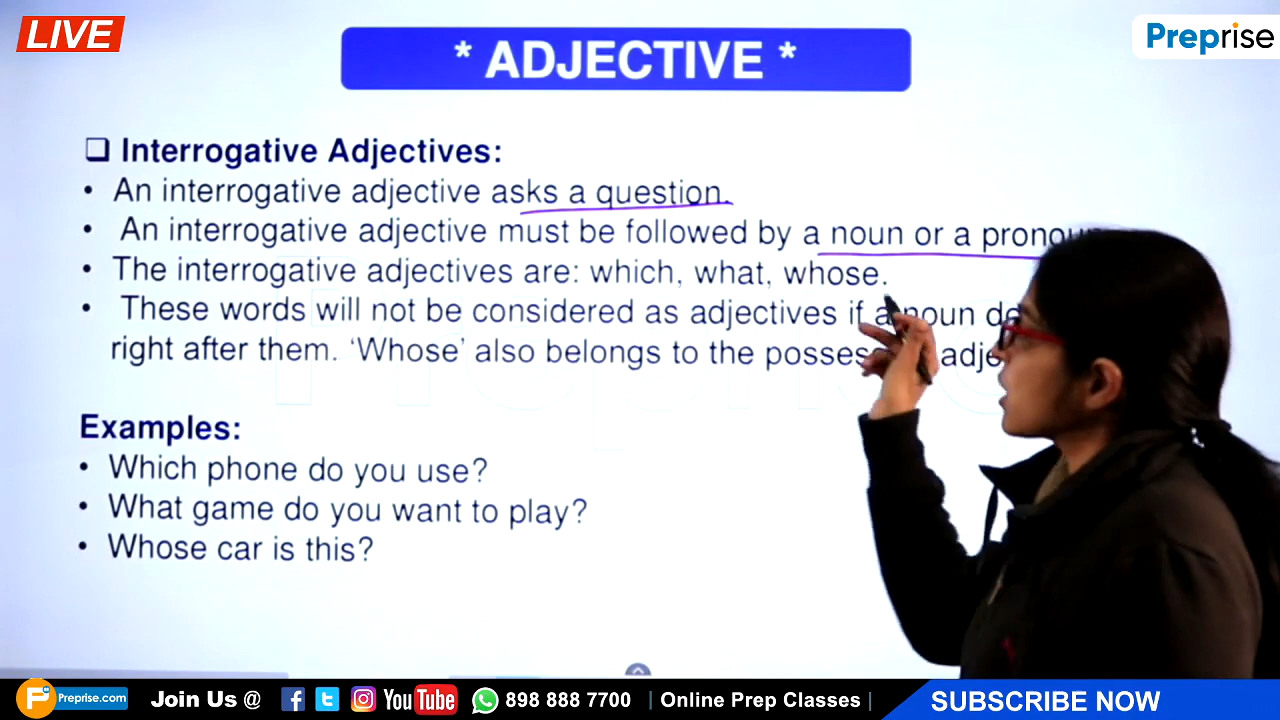 LIVE
* ADJECTIVE *
Preprise
Interrogative Adjectives:
• An interrogative adjective asks a question.
• An interrogative adjective must be followed by a noun or a
• The interrogative adjectives are: which, what, whose.
• These words will not be considered as adjectives if a noun
right after them. ‘Whose’ also belongs to the
Examples:
• Which phone do you use?
• What game do you want to play?
• Whose car is this?
Preprise.com Join Us @ YouTube 898 888 7700 | Online Prep Classes | SUBSCRIBE NOW